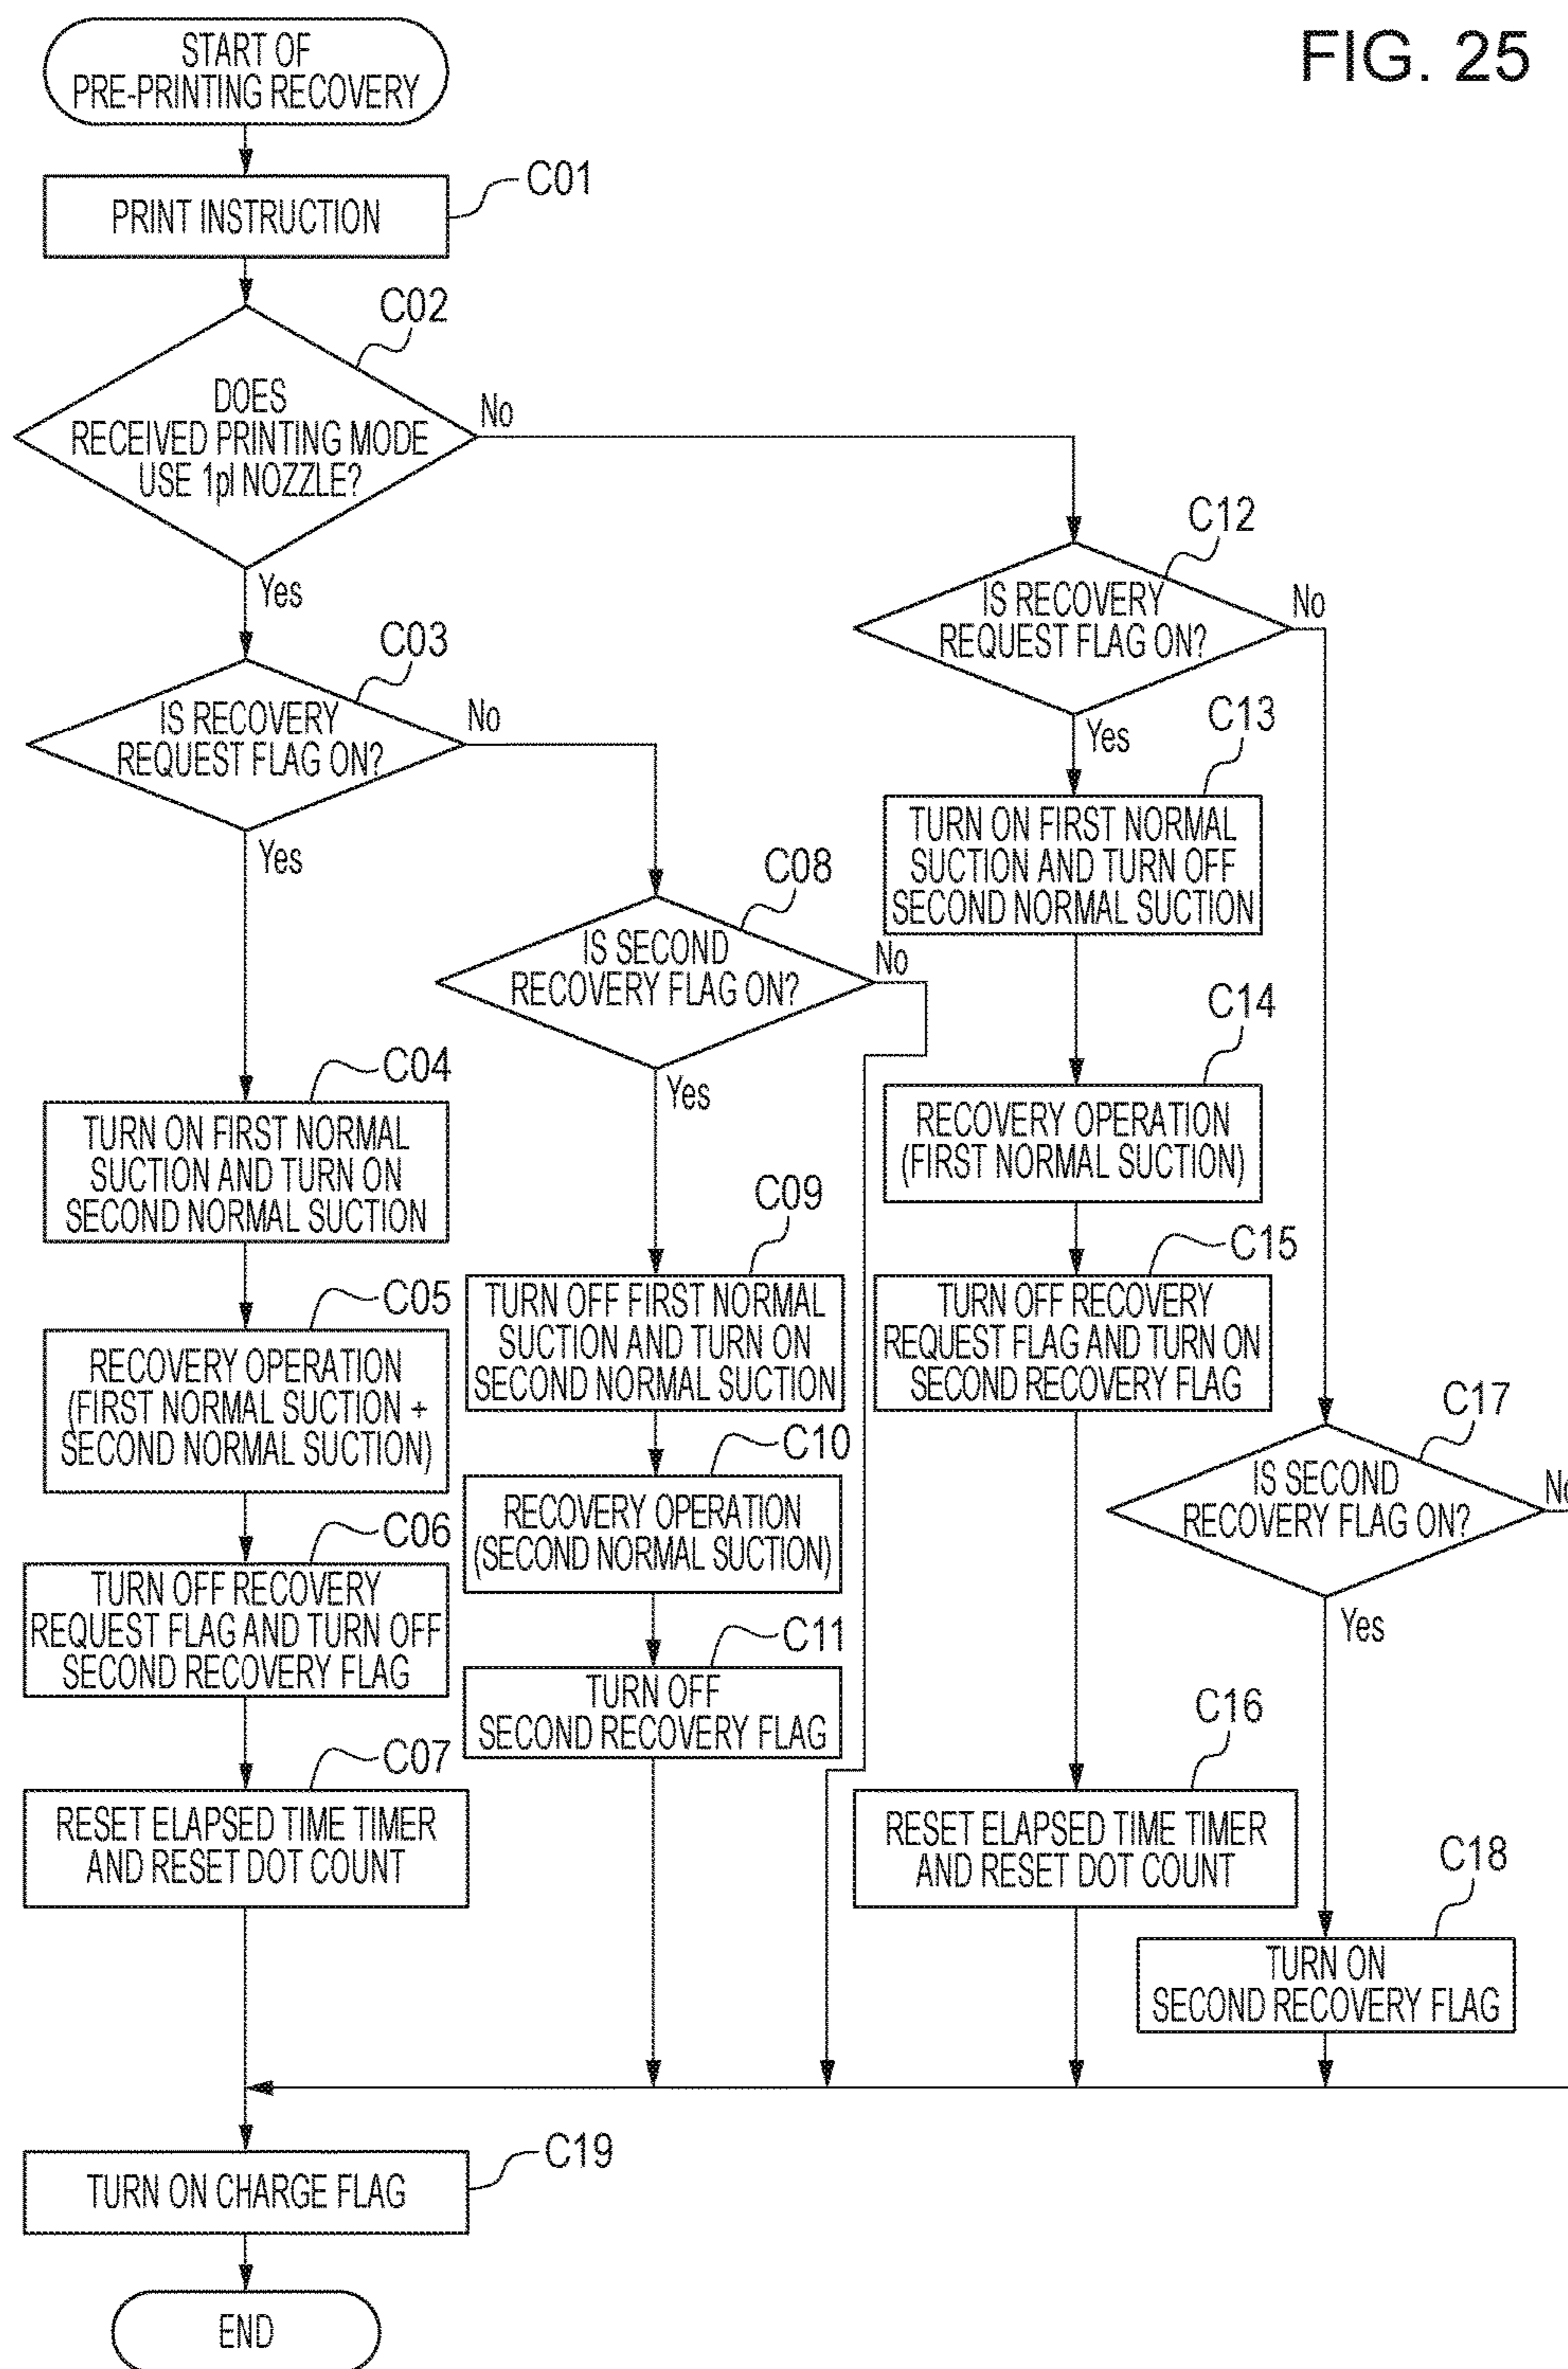 FIG. 25
START OF
PRE-PRINTING RECOVERY
C01
PRINT INSTRUCTION
C02
DOES
RECEIVED PRINTING MODE
USE 1pl NOZZLE?
No
Yes
C03
IS RECOVERY
REQUEST FLAG ON?
No
Yes
C04
TURN ON FIRST NORMAL
SUCTION AND TURN ON
SECOND NORMAL SUCTION
C05
RECOVERY OPERATION
(FIRST NORMAL SUCTION +
SECOND NORMAL SUCTION)
C06
TURN OFF RECOVERY
REQUEST FLAG AND TURN OFF
SECOND RECOVERY FLAG
C07
RESET ELAPSED TIME TIMER
AND RESET DOT COUNT
C08
IS SECOND
RECOVERY FLAG ON?
No
Yes
C09
TURN OFF FIRST NORMAL
SUCTION AND TURN ON
SECOND NORMAL SUCTION
C10
RECOVERY OPERATION
(SECOND NORMAL SUCTION)
C11
TURN OFF
SECOND RECOVERY FLAG
C12
IS RECOVERY
REQUEST FLAG ON?
No
Yes
C13
TURN ON FIRST NORMAL
SUCTION AND TURN OFF
SECOND NORMAL SUCTION
C14
RECOVERY OPERATION
(FIRST NORMAL SUCTION)
C15
TURN OFF RECOVERY
REQUEST FLAG AND TURN ON
SECOND RECOVERY FLAG
C16
RESET ELAPSED TIME TIMER
AND RESET DOT COUNT
C17
IS SECOND
RECOVERY FLAG ON?
No
Yes
C18
TURN ON
SECOND RECOVERY FLAG
C19
TURN ON CHARGE FLAG
END